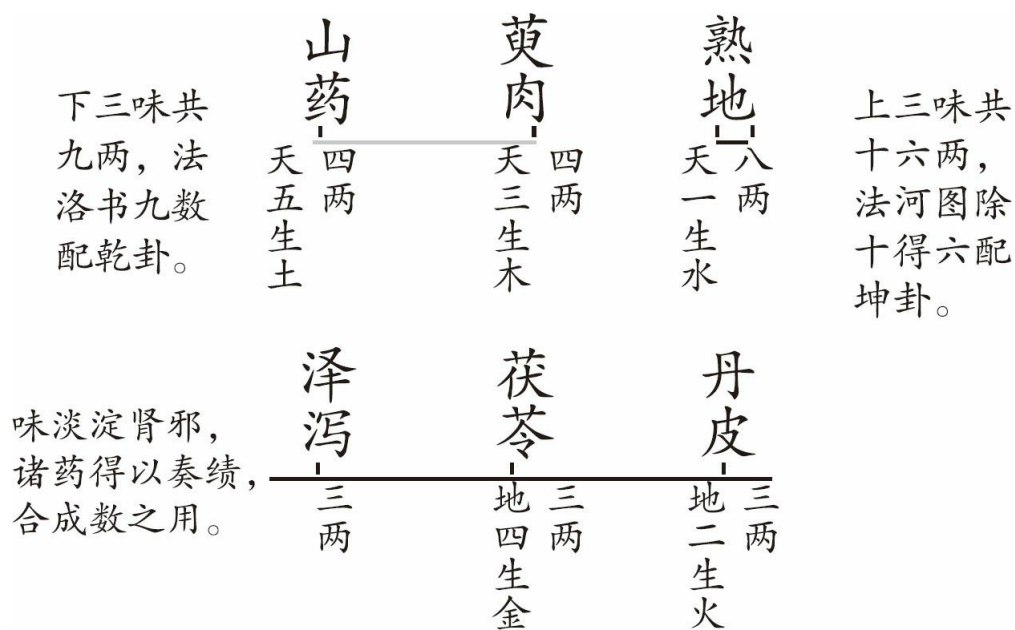 上三味共
十六两，
法河图除
十得六配
坤卦。
熟地
八两
天一生水
萸肉
四两
天三生木
山药
四两
天五生土
下三味共
九两，法
洛书九数
配乾卦。
丹皮
三两
地二生火
茯苓
三两
地四生金
泽泻
三两
味淡淀肾邪，
诸药得以奏绩，
合成数之用。